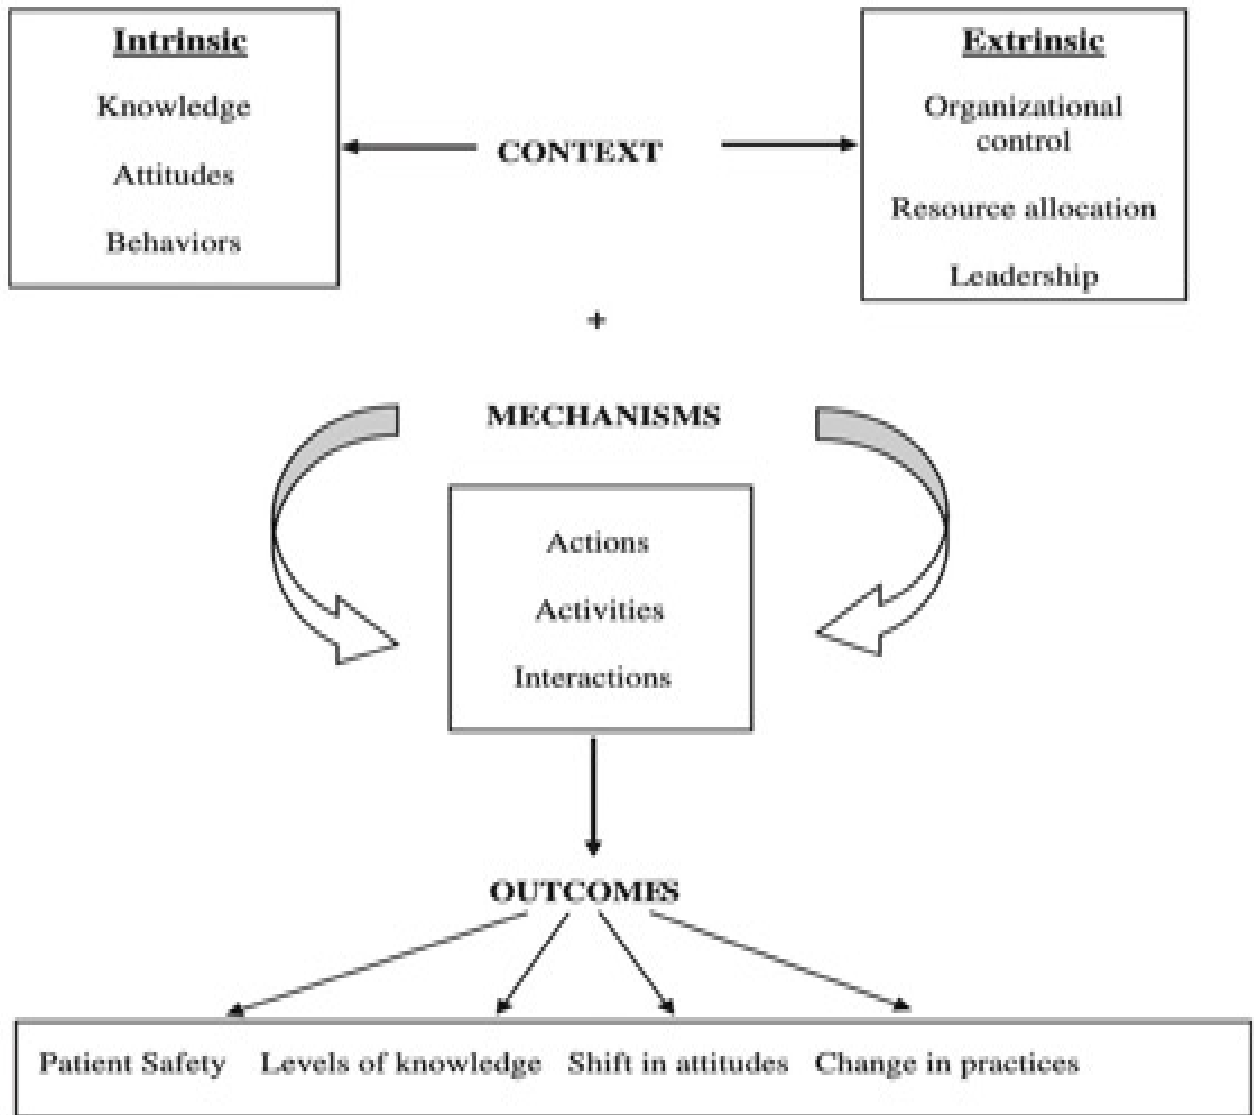 Intrinsic
Knowledge
Attitudes
Behaviors
CONTEXT
Extrinsic
Organizational
control
Resource allocation
Leadership
+
MECHANISMS
Actions
Activities
Interactions
OUTCOMES
Patient Safety Levels of knowledge Shift in attitudes Change in practices